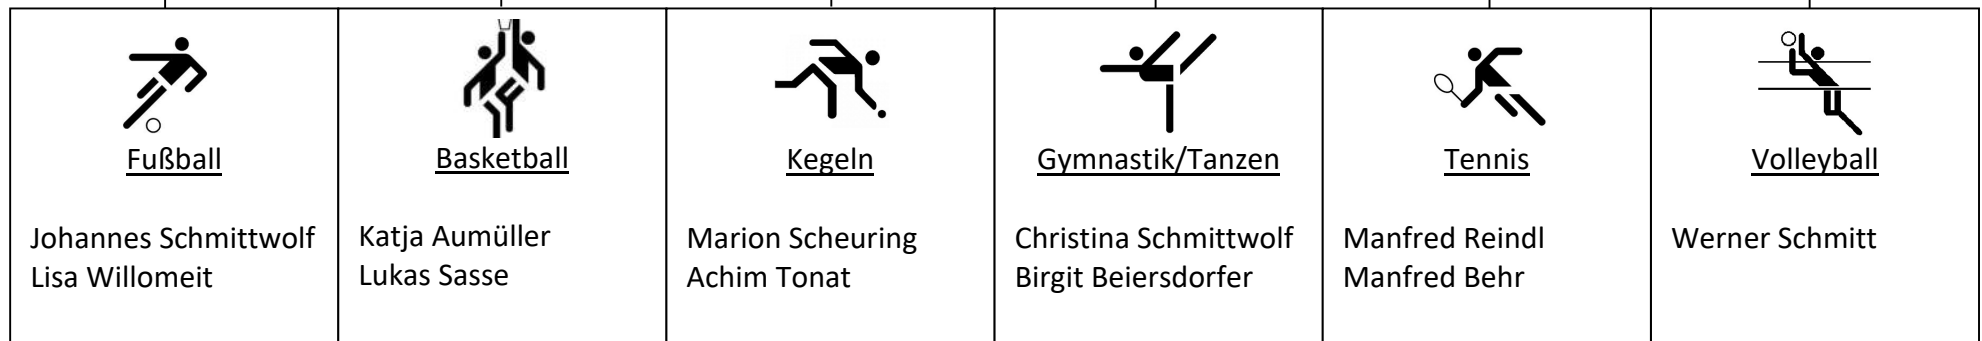 Fußball
Johannes Schmittwolf
Lisa Willomeit
Basketball
Katja Aumüller
Lukas Sasse
Kegeln
Marion Scheuring
Achim Tonat
Gymnastik/Tanzen
Christina Schmittwolf
Birgit Beiersdorfer
Tennis
Manfred Reindl
Manfred Behr
Volleyball
Werner Schmitt